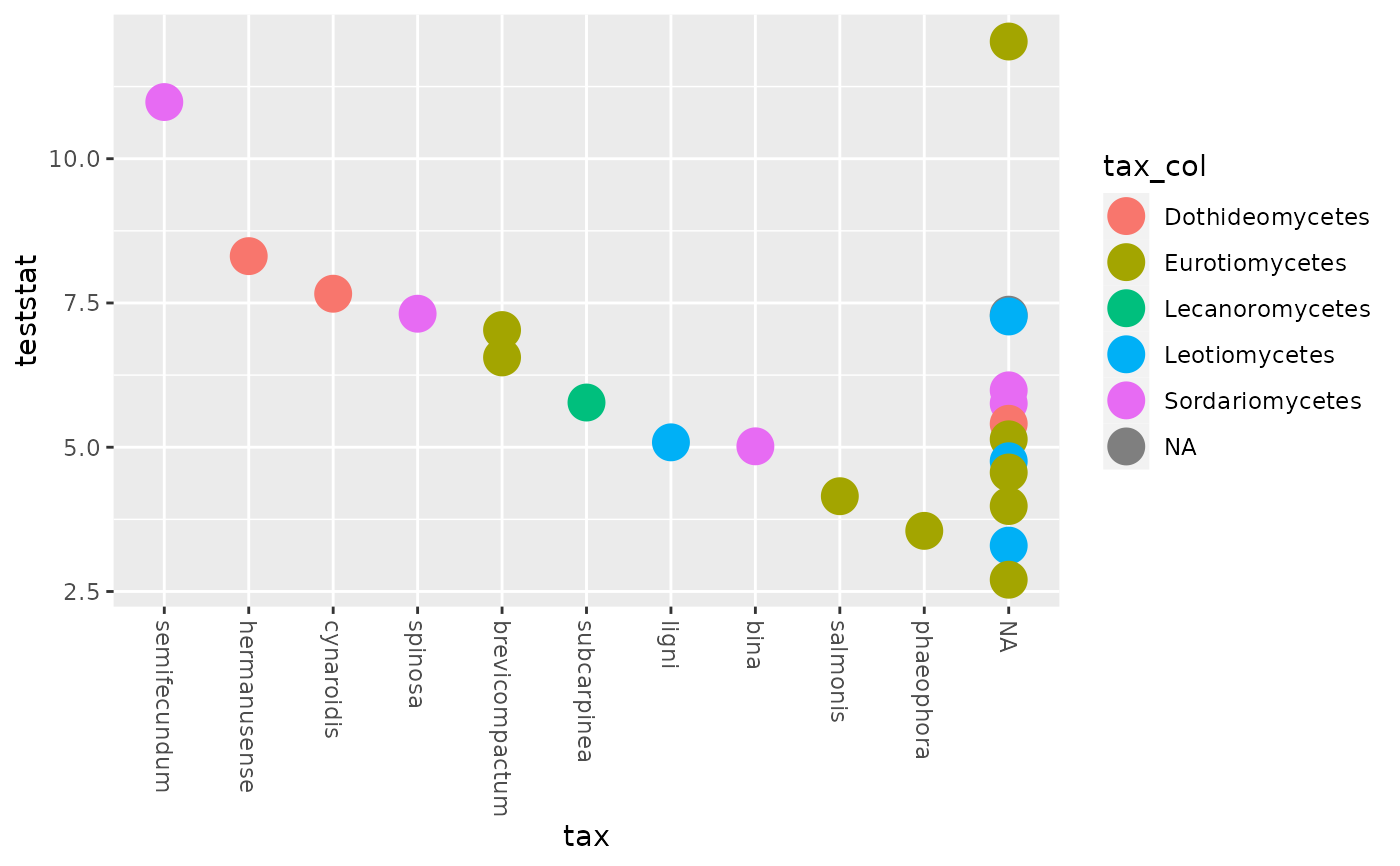 teststat
10.0
7.5
5.0
2.5
semifecundum
hermanusense
cynaroidis
spinosa
brevicompactum
subcarpinea
ligni
bina
salmonis
phaeophora
NA
tax
tax_col
Dothideomycetes
Eurotiomycetes
Lecanoromycetes
Leotiomycetes
Sordariomycetes
NA